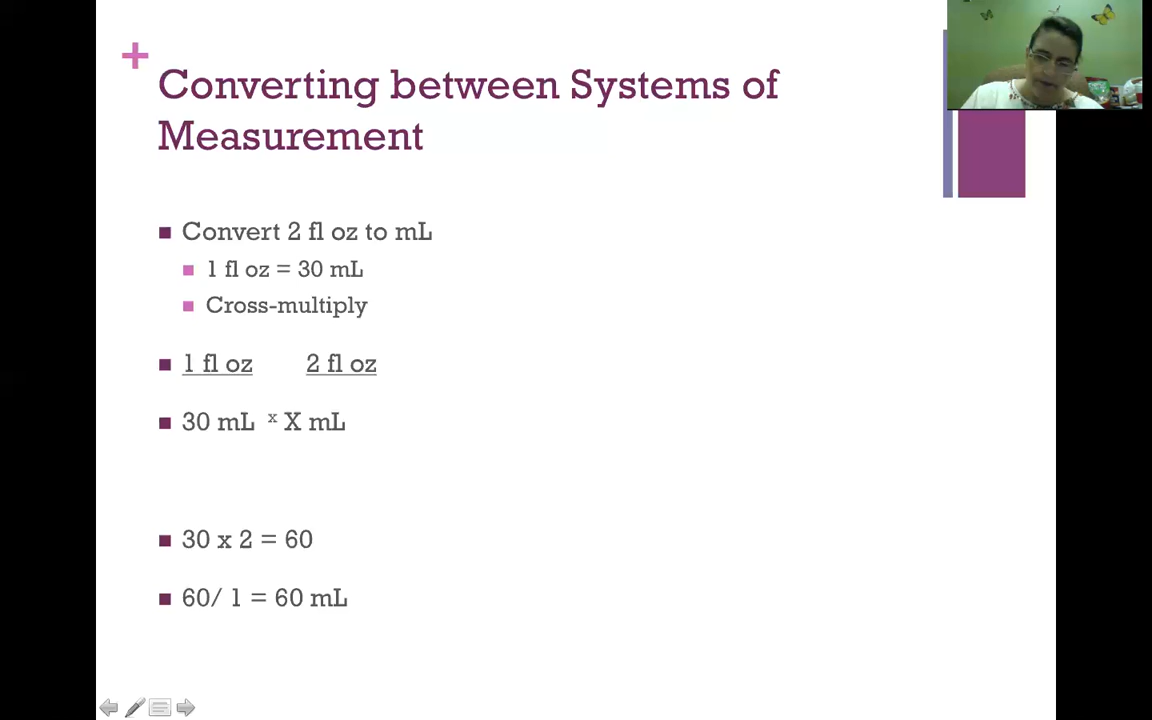 +
Converting between Systems of
Measurement
Convert 2 fl oz to mL
1 fl oz = 30 mL
Cross-multiply
1 fl oz 2 fl oz
30 mL x X mL
30 x 2 = 60
60/ 1 = 60 mL